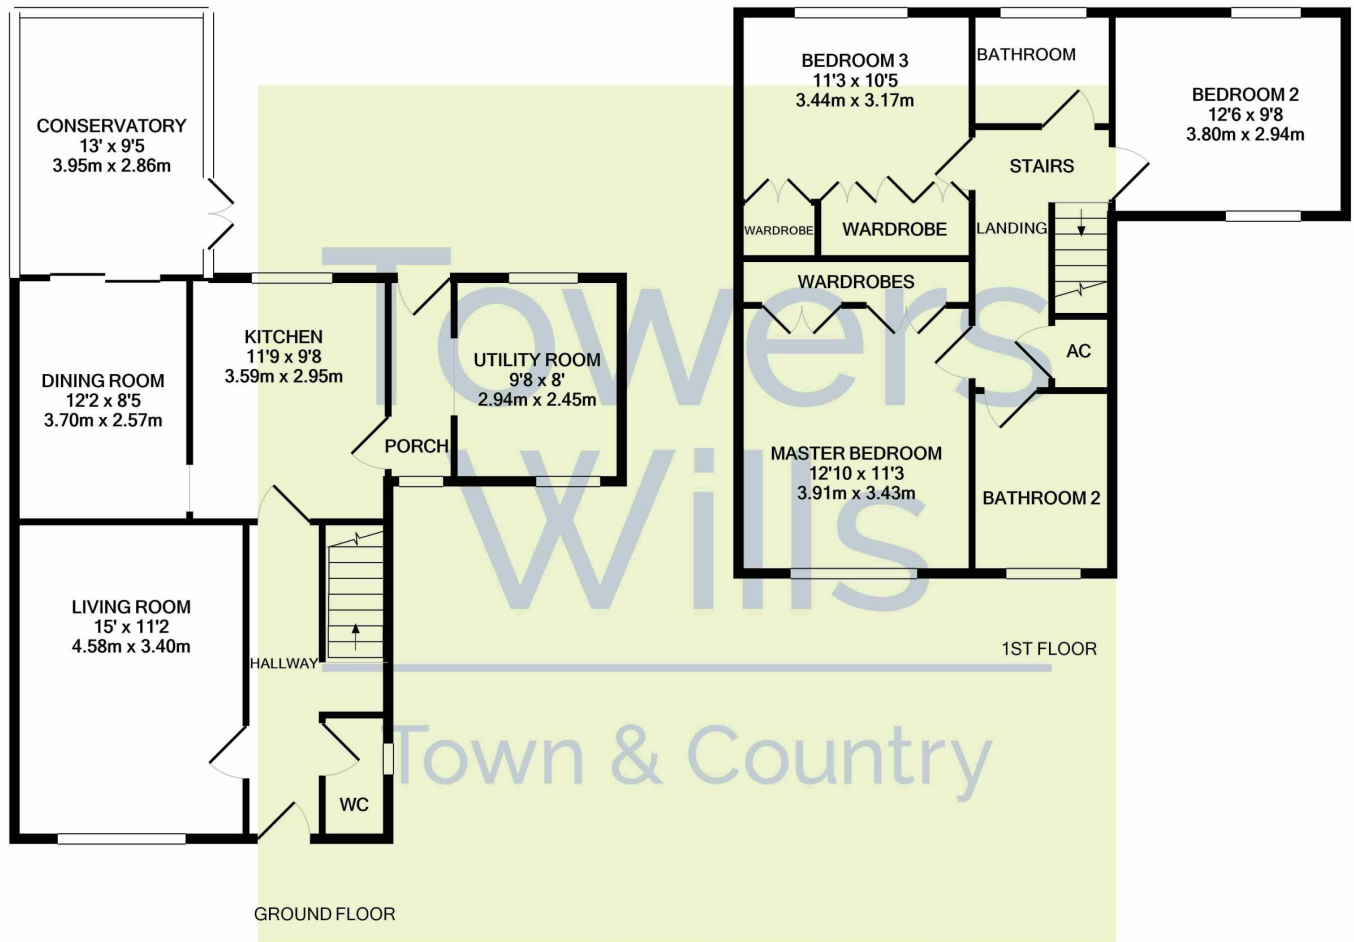 CONSERVATORY
13' x 9'5
3.95m x 2.86m
KITCHEN
11'9 x 9'8
3.59m x 2.95m
UTILITY ROOM
9'8 x 8'
2.94m x 2.45m
DINING ROOM
12'2 x 8'5
3.70m x 2.57m
PORCH
LIVING ROOM
15' x 11'2
4.58m x 3.40m
HALLWAY
WC
GROUND FLOOR
BEDROOM 3
11'3 x 10'5
3.44m x 3.17m
BATHROOM
BEDROOM 2
12'6 x 9'8
3.80m x 2.94m
STAIRS
WARDROBE
WARDROBE
LANDING
WARDROBES
AC
MASTER BEDROOM
12'10 x 11'3
3.91m x 3.43m
BATHROOM 2
1ST FLOOR
Towers
Wills
Town & Country